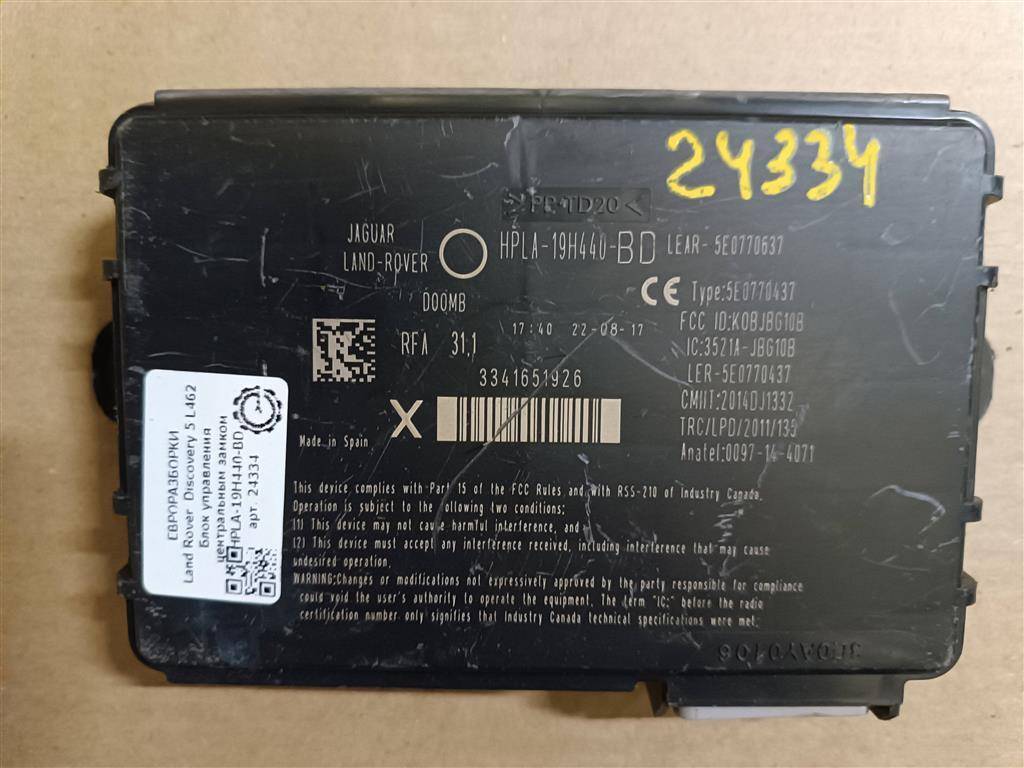 24334
>PP-TD20<
JAGUAR
LAND-ROVER
HPLA-19H440-BD
LEAR- 5E0770637
D00MB
CE Type:5E0770437
17:40 22-08-17
FCC ID:KOBJBG10B
RFA 31.1
IC:3521A-JBG10B
3341651926
LER-5E0770437
CMIIT:2014DJ1332
X
TRC/LPD/2011/133
Made in Spain
Anatel:0097-14-4071
This device complies with Part 15 of the FCC Rules and with RSS-210 of Industry Canada.
Operation is subject to the following two conditions;
(1) This device may not cause harmful interference, and
(2) This device must accept any interference received, including interference that may cause
undesired operation.
WARNING:Changes or modifications not expressively approved by the party responsible for compliance
could void the user's authority to operate the equipment. The term "IC:" before the radio
certification number only signifies that Industry Canada technical specifications were met.
ЕВРОРАЗБОРКИ
Land Rover Discovery 5 L462
Блок управления
центральным замком
HPLA-19H440-BD
арт. 24334
3E0AY0106